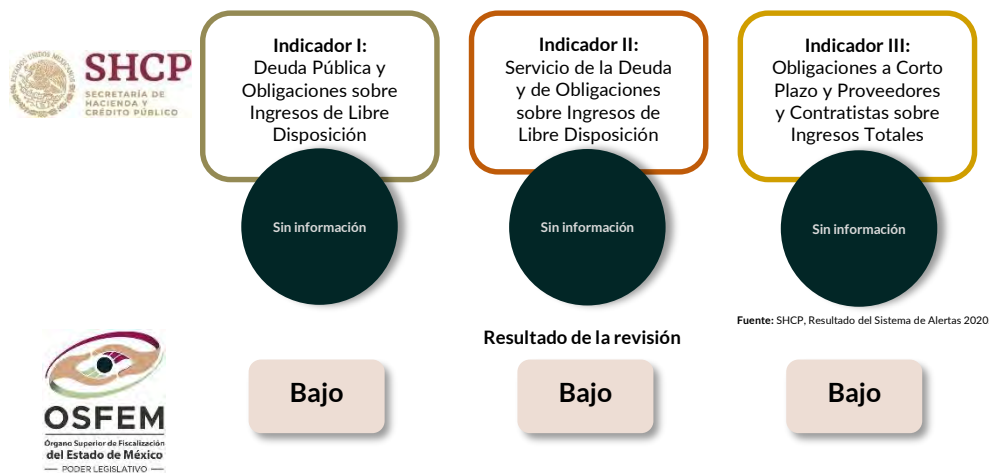 SHCP
SECRETARÍA DE
HACIENDA Y
CRÉDITO PÚBLICO
Indicador I:
Deuda Pública y
Obligaciones sobre
Ingresos de Libre
Disposición
Sin información
Indicador II:
Servicio de la Deuda
y de Obligaciones
sobre Ingresos de
Libre Disposición
Sin información
Indicador III:
Obligaciones a Corto
Plazo y Proveedores
y Contratistas sobre
Ingresos Totales
Sin información
Fuente: SHCP, Resultado del Sistema de Alertas 2020
Resultado de la revisión
OSFEM
Órgano Superior de Fiscalización
del Estado de México
PODER LEGISLATIVO
Bajo
Bajo
Bajo